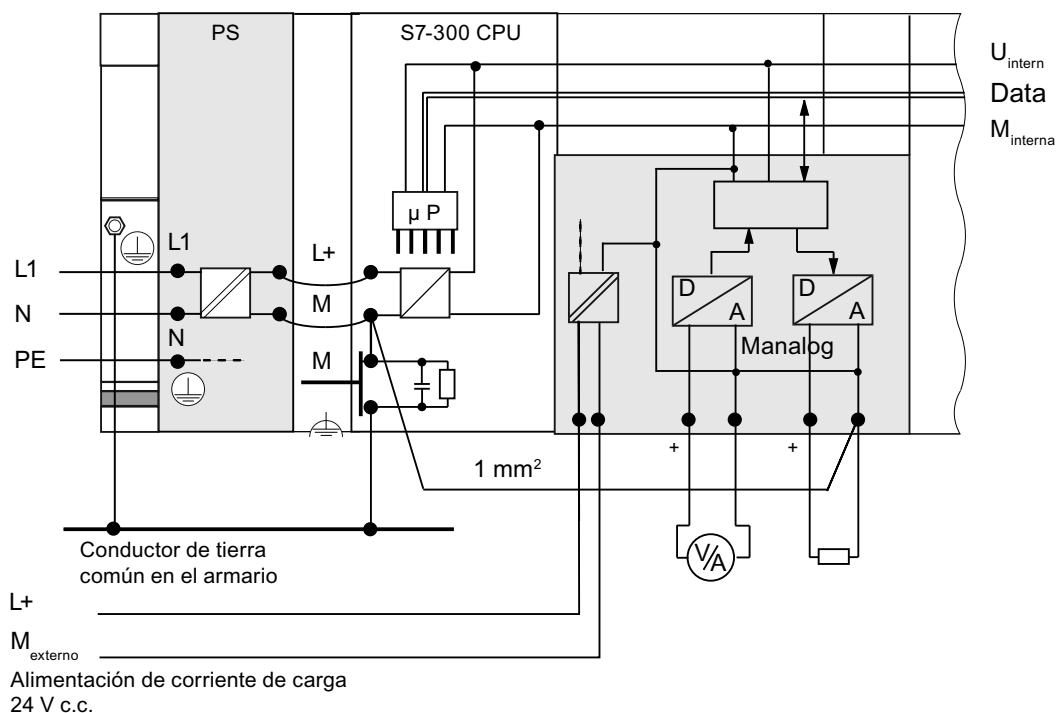 PS
S7-300 CPU
U intern
Data
M interna
µ P
L1
L+
L1
D
A
D
A
N
M
N
Manalog
PE
M
+
+
1 mm²
V/A
Conductor de tierra
común en el armario
L+
M externo
Alimentación de corriente de carga
24 V c.c.